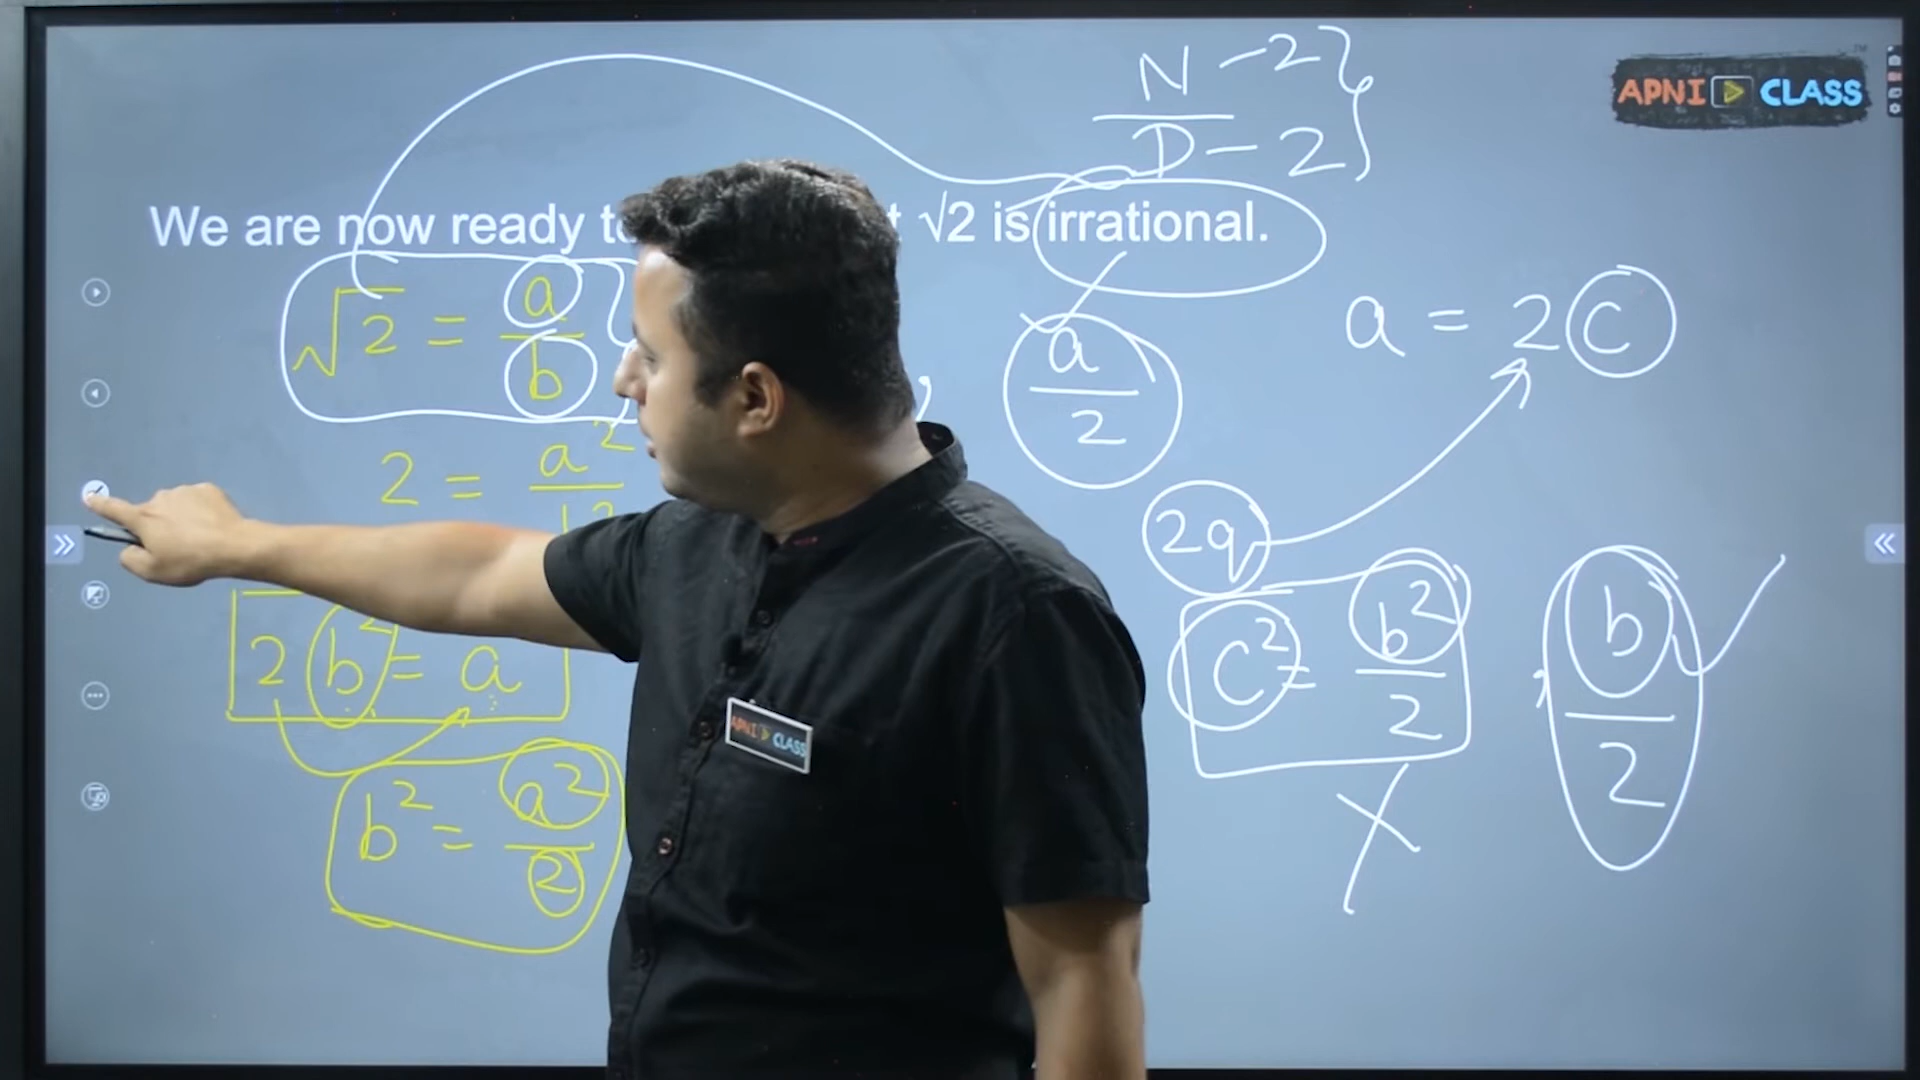 N - 2 }
D - 2
APNI CLASS
We are now ready to √2 is irrational.
√2 = a/b
a/2
a = 2c
2 = a²
2q
2b² = a
c² = b²/2
b/2
b² = a²/2
APNI CLASS